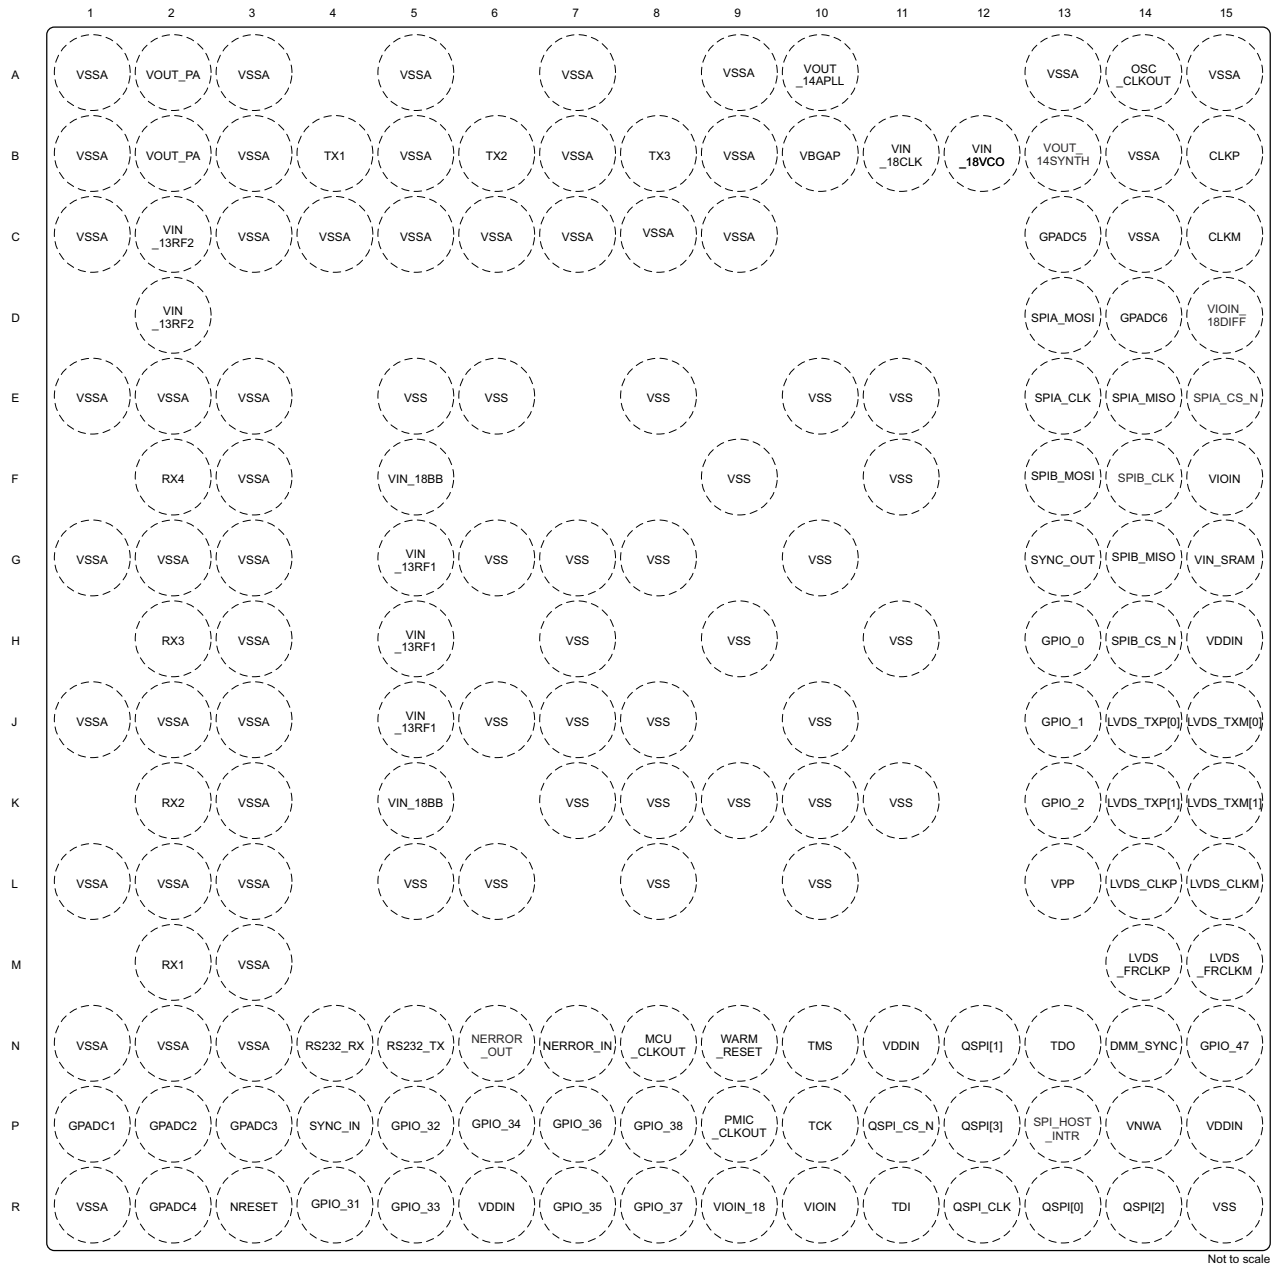 1 2 3 4 5 6 7 8 9 10 11 12 13 14 15
A VSSA VOUT_PA VSSA VSSA VSSA VSSA VOUT _14APLL VSSA OSC _CLKOUT VSSA
B VSSA VOUT_PA VSSA TX1 VSSA TX2 VSSA TX3 VSSA VBGAP VIN _18CLK VIN _18VCO VOUT_ 14SYNTH VSSA CLKP
C VSSA VIN _13RF2 VSSA VSSA VSSA VSSA VSSA VSSA VSSA GPADC5 VSSA CLKM
D VIN _13RF2 SPIA_MOSI GPADC6 VIOIN_ 18DIFF
E VSSA VSSA VSSA VSS VSS VSS VSS VSS SPIA_CLK SPIA_MISO SPIA_CS_N
F RX4 VSSA VIN_18BB VSS VSS SPIB_MOSI SPIB_CLK VIOIN
G VSSA VSSA VSSA VIN _13RF1 VSS VSS VSS VSS SYNC_OUT SPIB_MISO VIN_SRAM
H RX3 VSSA VIN _13RF1 VSS VSS VSS GPIO_0 SPIB_CS_N VDDIN
J VSSA VSSA VSSA VIN _13RF1 VSS VSS VSS VSS GPIO_1 LVDS_TXP[0] LVDS_TXM[0]
K RX2 VSSA VIN_18BB VSS VSS VSS VSS VSS GPIO_2 LVDS_TXP[1] LVDS_TXM[1]
L VSSA VSSA VSSA VSS VSS VSS VSS VPP LVDS_CLKP LVDS_CLKM
M RX1 VSSA LVDS _FRCLKP LVDS _FRCLKM
N VSSA VSSA VSSA RS232_RX RS232_TX NERROR _OUT NERROR_IN MCU _CLKOUT WARM _RESET TMS VDDIN QSPI[1] TDO DMM_SYNC GPIO_47
P GPADC1 GPADC2 GPADC3 SYNC_IN GPIO_32 GPIO_34 GPIO_36 GPIO_38 PMIC _CLKOUT TCK QSPI_CS_N QSPI[3] SPI_HOST _INTR VNWA VDDIN
R VSSA GPADC4 NRESET GPIO_31 GPIO_33 VDDIN GPIO_35 GPIO_37 VIOIN_18 VIOIN TDI QSPI_CLK QSPI[0] QSPI[2] VSS
Not to scale